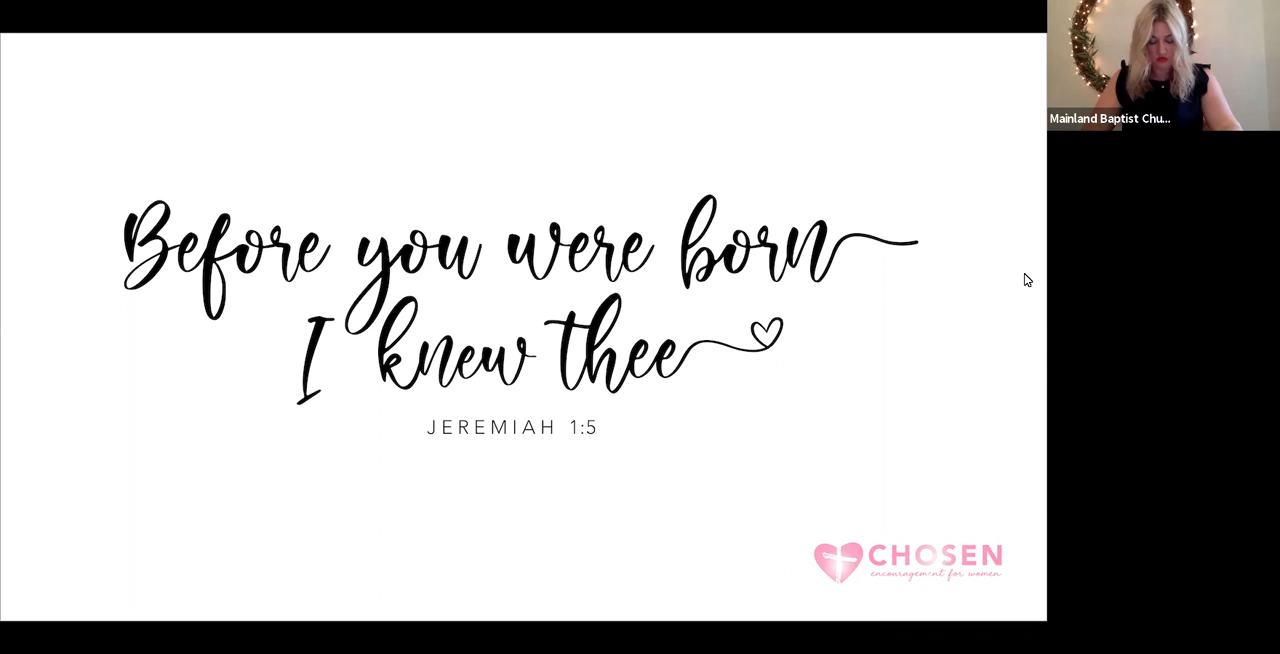 Before you were born
I knew thee
JEREMIAH 1:5
CHOSEN
encouragement for women
Mainland Baptist Chu...